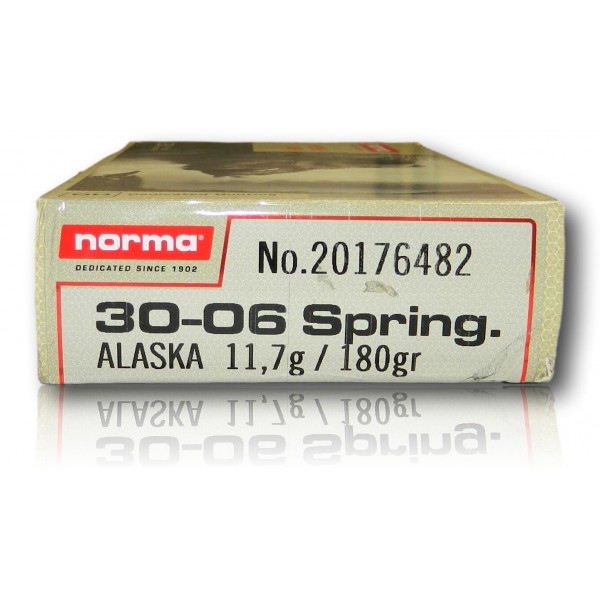 norma®
DEDICATED SINCE 1902
No.20176482
30-06 Spring.
ALASKA 11,7g / 180gr